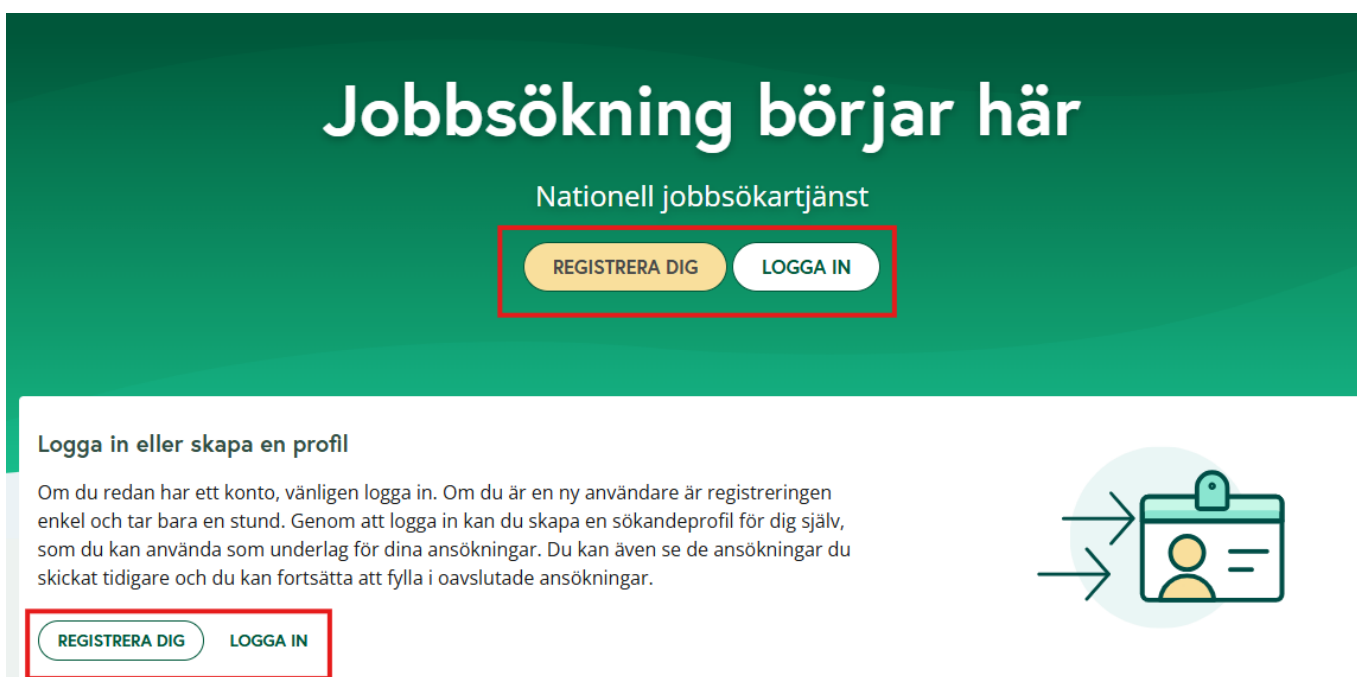 Jobbsökning börjar här
Nationell jobbsökartjänst
REGISTRERA DIG LOGGA IN
Logga in eller skapa en profil
Om du redan har ett konto, vänligen logga in. Om du är en ny användare är registreringen
enkel och tar bara en stund. Genom att logga in kan du skapa en sökandeprofil för dig själv,
som du kan använda som underlag för dina ansökningar. Du kan även se de ansökningar du
skickat tidigare och du kan fortsätta att fylla i oavslutade ansökningar.
REGISTRERA DIG LOGGA IN